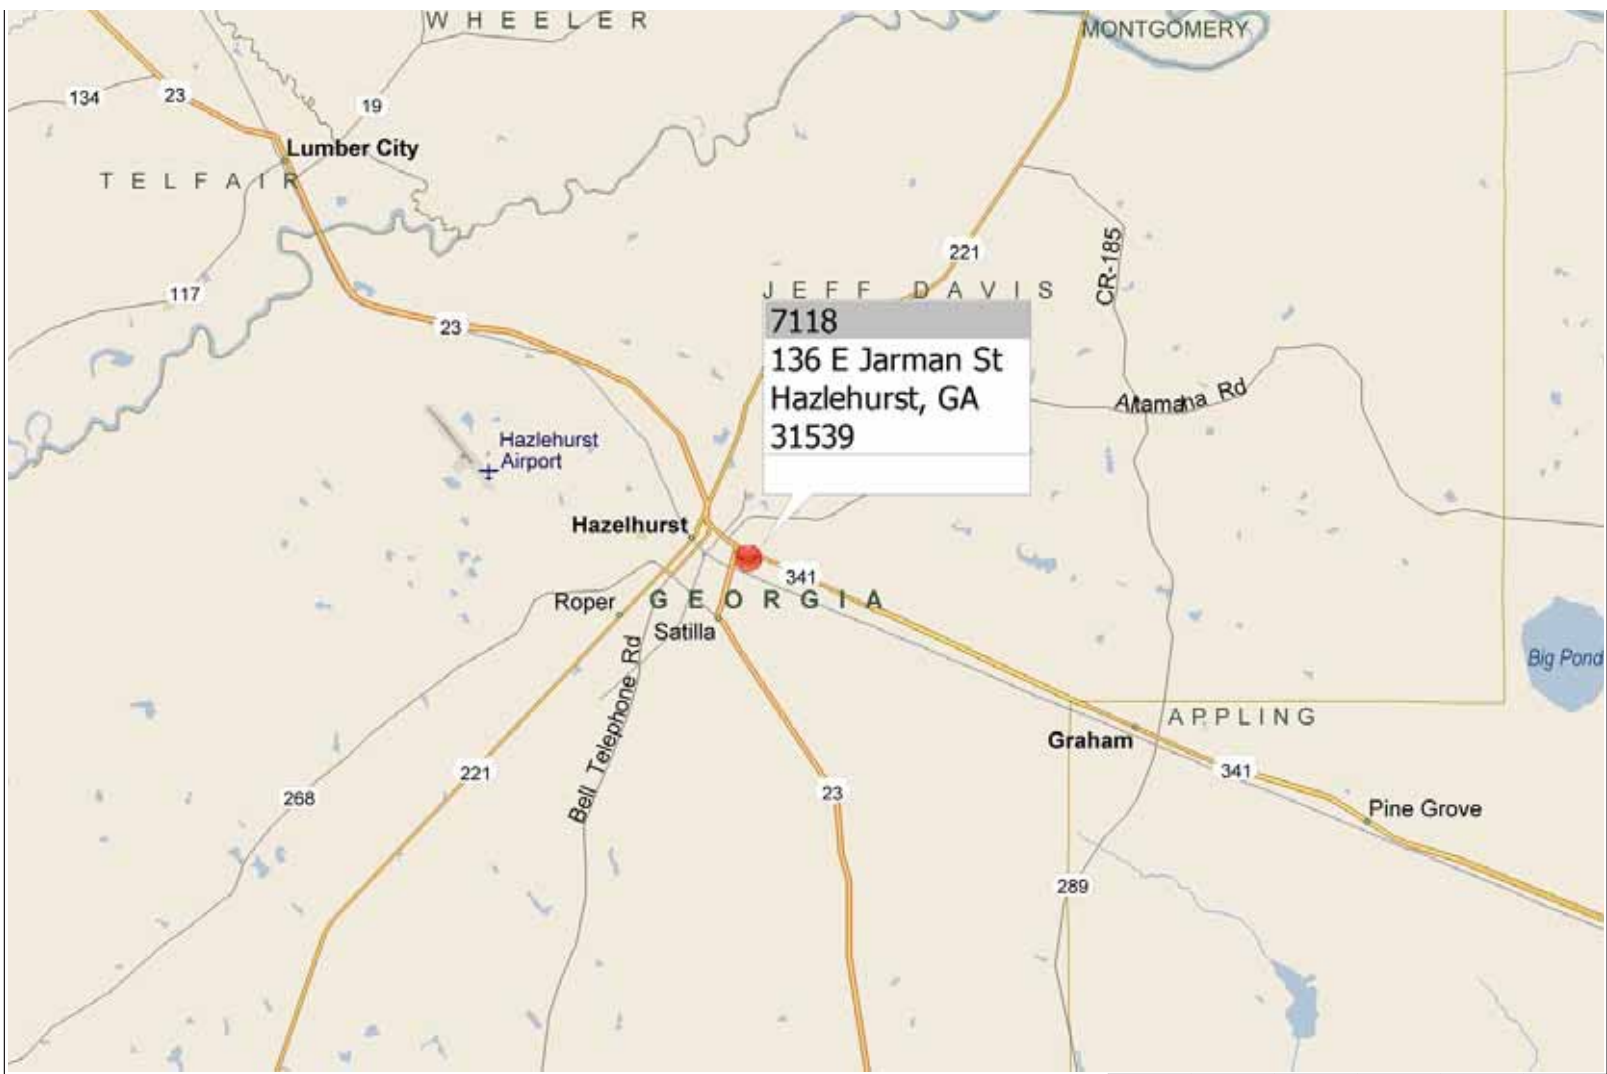 WHEELER
MONTGOMERY
134
23
19
Lumber City
TELFAIR
221
CR-185
117
JEFF DAVIS
23
7118
136 E Jarman St
Hazlehurst, GA
31539
Altamaha Rd
Hazlehurst
Airport
Hazelhurst
341
Roper
GEORGIA
Satilla
Big Pond
Bell Telephone Rd
APPLING
Graham
221
341
268
23
Pine Grove
289